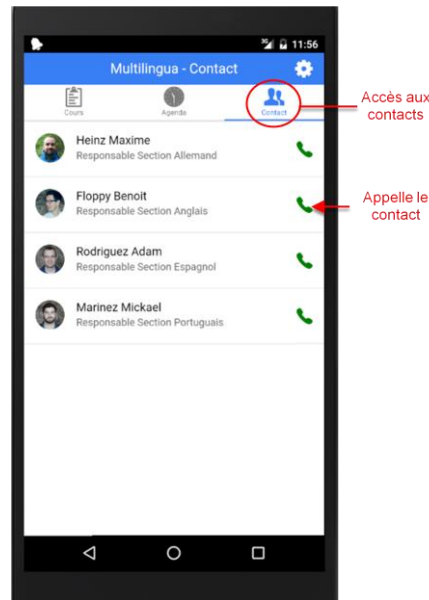 3G 11:56
Multilingua - Contact
Cours Agenda Contact
Accès aux
contacts
Heinz Maxime
Responsable Section Allemand
Floppy Benoit
Responsable Section Anglais
Appelle le
contact
Rodriguez Adam
Responsable Section Espagnol
Marinez Mickael
Responsable Section Portuguais